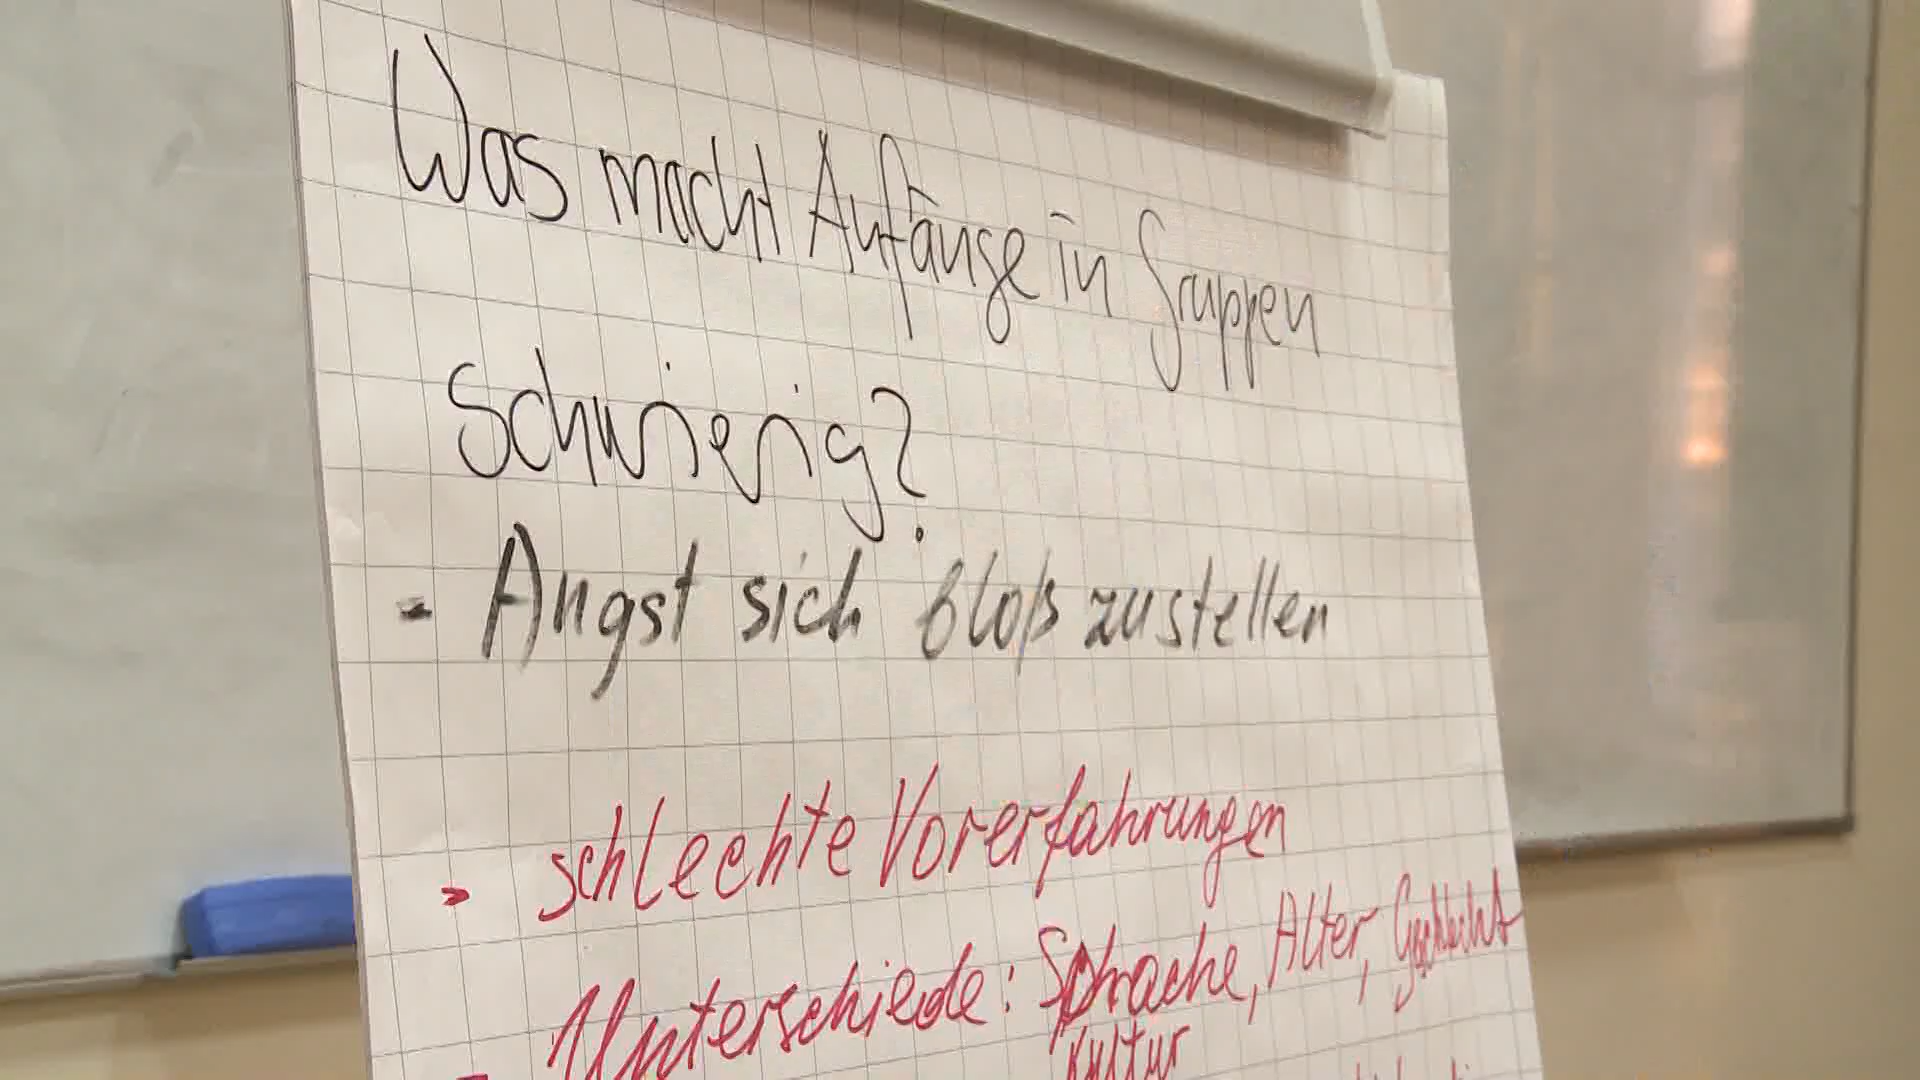 Was macht Anfänge in Gruppen
schwierig?
- Angst sich bloß zustellen
- schlechte Vorerfahrungen
- Unterschiede: Sprache, Alter, Geschlecht
Kultur